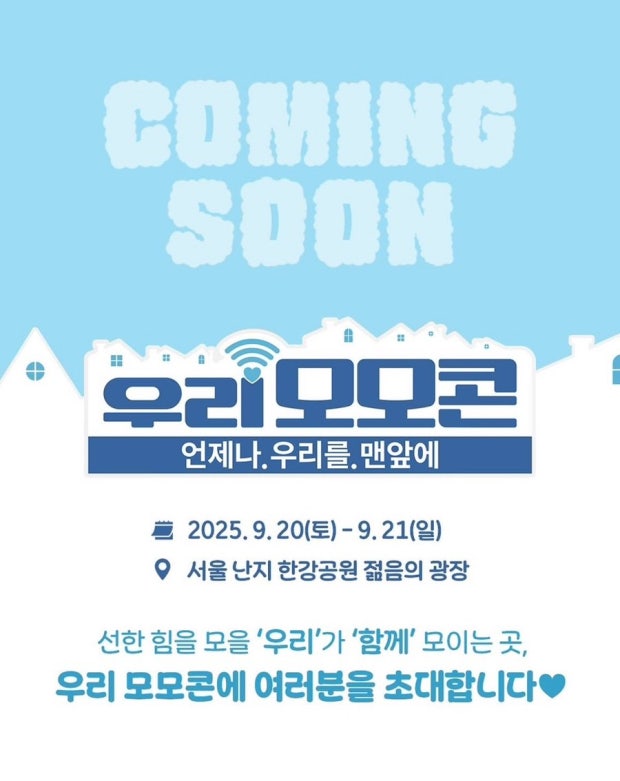 COMING
SOON
우리 모모콘
언제나.우리를.맨앞에
2025. 9. 20(토) - 9. 21(일)
서울 난지 한강공원 젊음의 광장
선한 힘을 모을 ‘우리’가 ‘함께’ 모이는 곳,
우리 모모콘에 여러분을 초대합니다♥